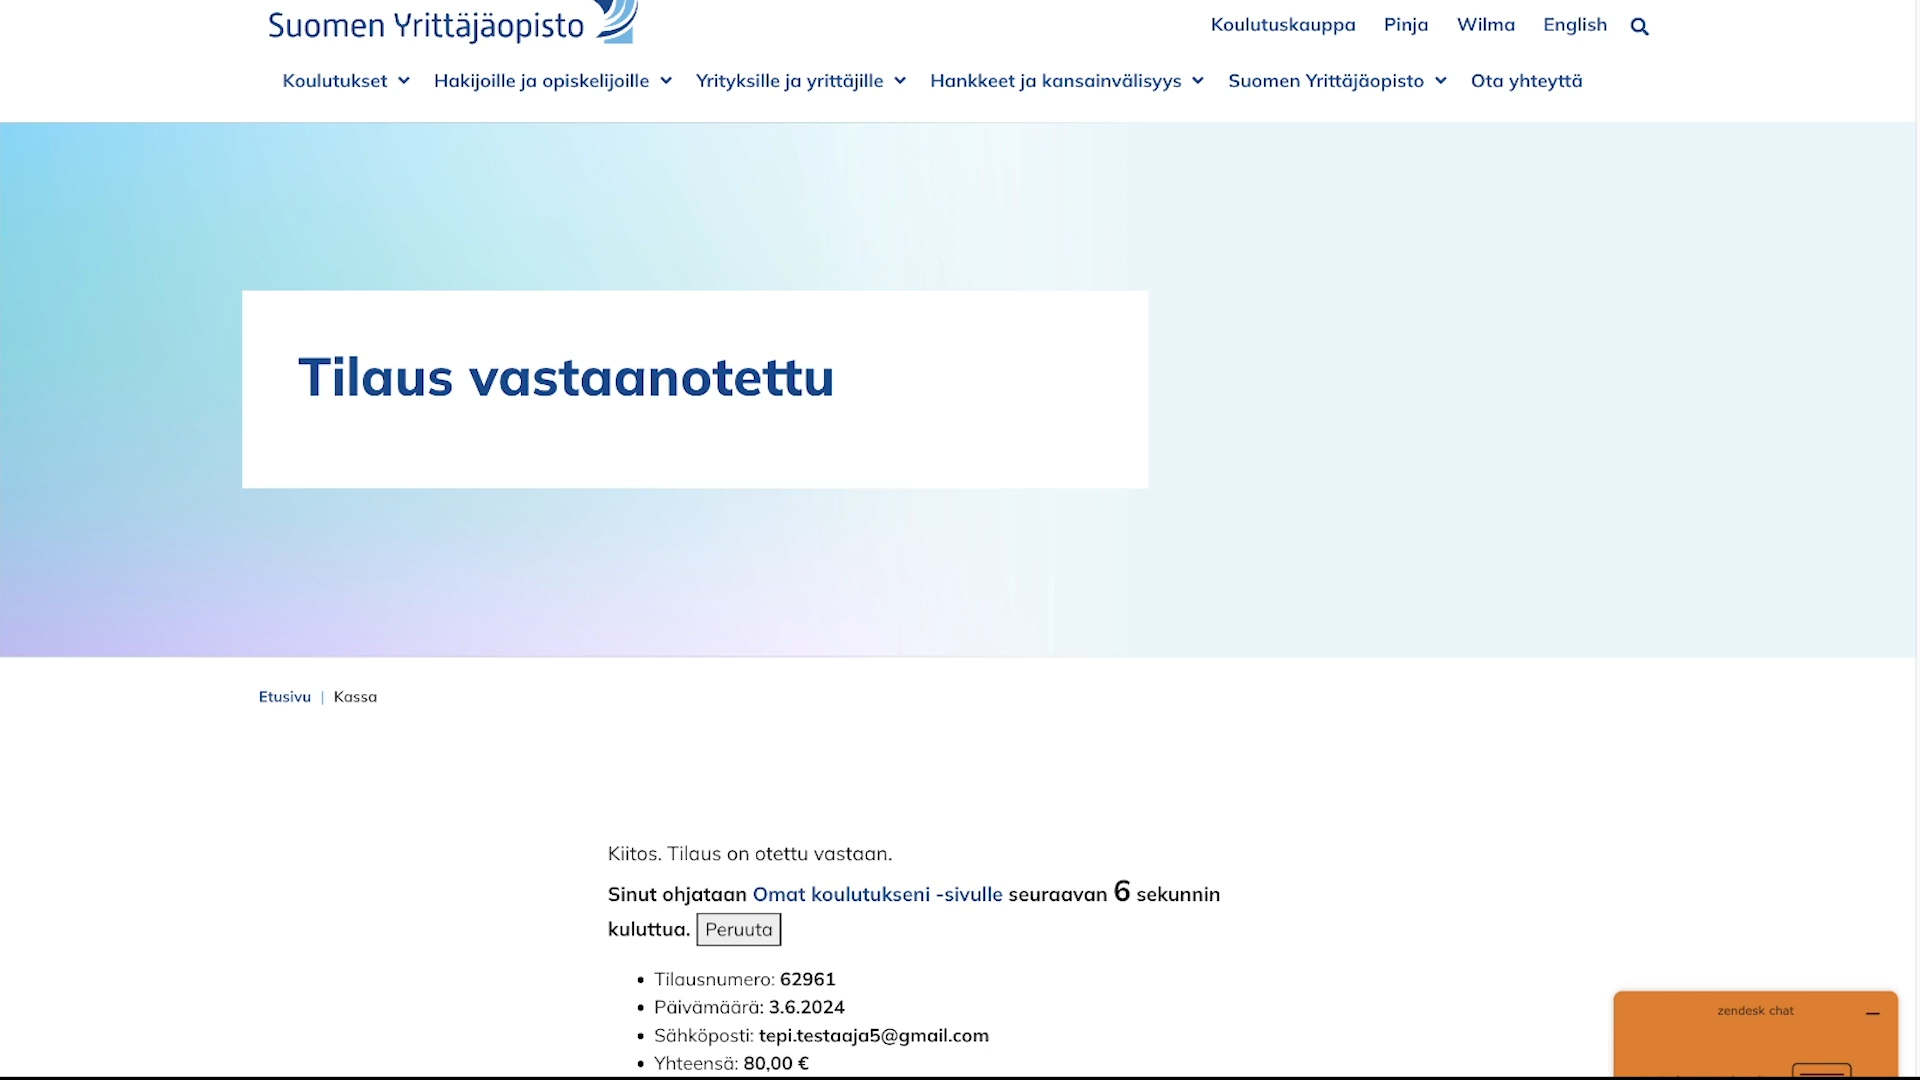 Suomen Yrittäjäopisto
Koulutuskauppa Pinja Wilma English
Koulutukset Hakijoille ja opiskelijoille Yrityksille ja yrittäjille Hankkeet ja kansainvälisyys Suomen Yrittäjäopisto Ota yhteyttä
Tilaus vastaanotettu
Etusivu | Kassa
Kiitos. Tilaus on otettu vastaan.
Sinut ohjataan Omat koulutukseni -sivulle seuraavan 6 sekunnin
kuluttua. Peruuta
• Tilausnumero: 62961
• Päivämäärä: 3.6.2024
• Sähköposti: tepi.testaaja5@gmail.com
• Yhteensä: 80,00 €
zendesk chat